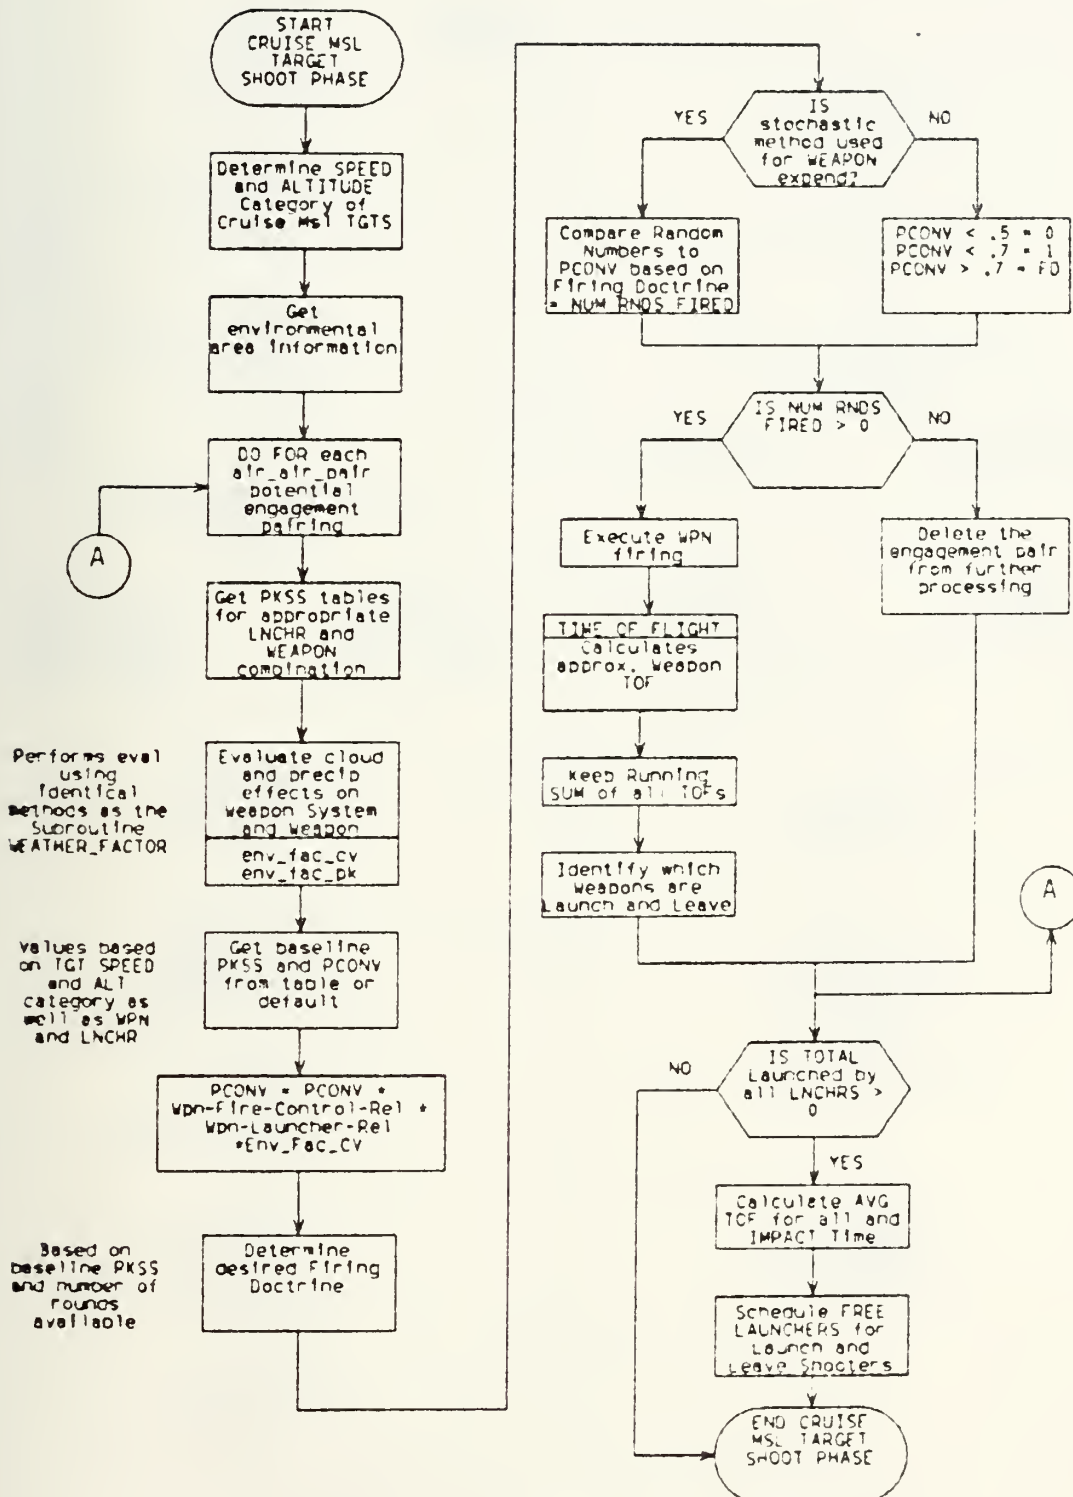 START
CRUISE MSL
TARGET
SHOOT PHASE
Determine SPEED
and ALTITUDE
Category of
Cruise Msl TGTS
Get
environmental
area information
DO FOR each
air_air_pair
potential
engagement
pairing
A
Get PKSS tables
for appropriate
LNCHR and
WEAPON
combination
Performs eval
using
identical
methods as the
Subroutine
WEATHER_FACTOR
Evaluate cloud
and precip
effects on
Weapon System
and Weapon
env_fac_cv
env_fac_pk
Values based
on TGT SPEED
and ALT
category as
well as WPN
and LNCHR
Get baseline
PKSS and PCONV
from table or
default
PCONV = PCONV *
Wpn-Fire-Control-Rel *
Wpn-Launcher-Rel
*Env_Fac_CV
Based on
baseline PKSS
and number of
rounds
available
Determine
desired Firing
Doctrine
IS
stochastic
method used
for WEAPON
expend?
YES
NO
Compare Random
Numbers to
PCONV based on
Firing Doctrine
= NUM RNDS FIRED
PCONV < .5 = 0
PCONV < .7 = 1
PCONV > .7 = FD
IS NUM RNDS
FIRED > 0
YES
NO
Execute WPN
firing
Delete the
engagement pair
from further
processing
TIME_OF_FLIGHT
Calculates
approx. Weapon
TOF
Keep Running
SUM of all TOFs
Identify which
Weapons are
Launch and Leave
A
IS TOTAL
Launched by
all LNCHRS >
0
NO
YES
Calculate AVG
TOF for all and
IMPACT Time
Schedule FREE
LAUNCHERS for
Launch and
Leave Shooters
END CRUISE
MSL TARGET
SHOOT PHASE